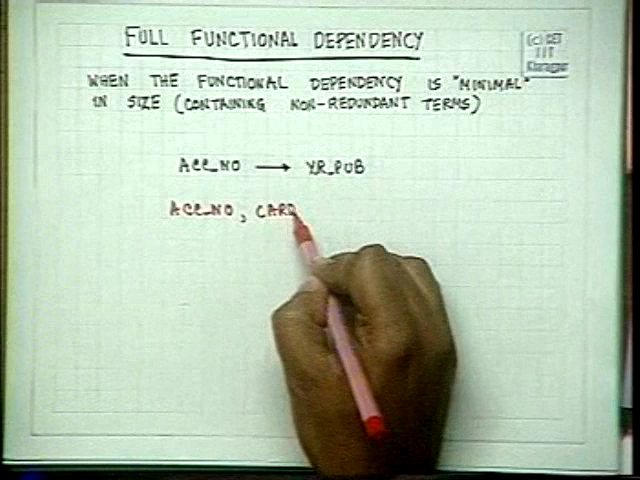 FULL FUNCTIONAL DEPENDENCY
(c) CET
IIT
Kharagpur
WHEN THE FUNCTIONAL DEPENDENCY IS "MINIMAL"
IN SIZE (CONTAINING NON-REDUNDANT TERMS)
ACC_NO → YR_PUB
ACC_NO, CARD